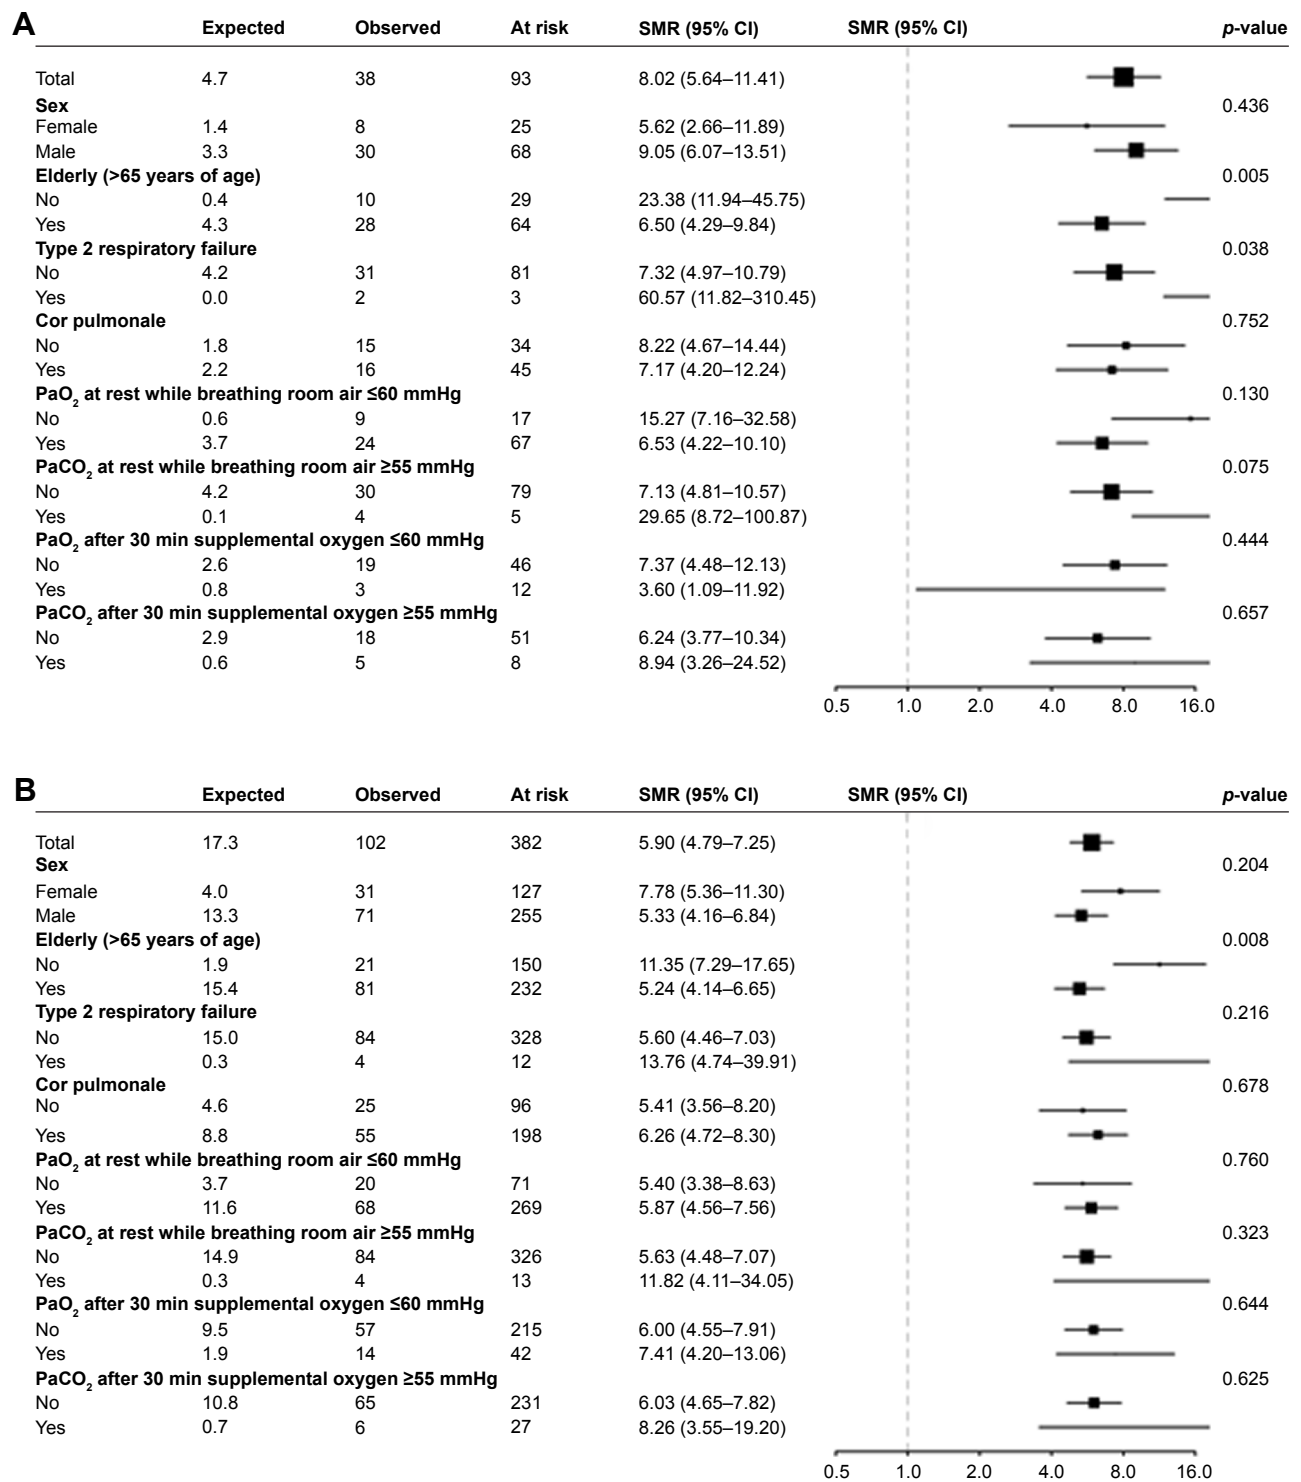 A Expected Observed At risk SMR (95% CI) SMR (95% CI) p-value
Total 4.7 38 93 8.02 (5.64–11.41)
Sex 0.436
Female 1.4 8 25 5.62 (2.66–11.89)
Male 3.3 30 68 9.05 (6.07–13.51)
Elderly (>65 years of age) 0.005
No 0.4 10 29 23.38 (11.94–45.75)
Yes 4.3 28 64 6.50 (4.29–9.84)
Type 2 respiratory failure 0.038
No 4.2 31 81 7.32 (4.97–10.79)
Yes 0.0 2 3 60.57 (11.82–310.45)
Cor pulmonale 0.752
No 1.8 15 34 8.22 (4.67–14.44)
Yes 2.2 16 45 7.17 (4.20–12.24)
PaO2 at rest while breathing room air ≤60 mmHg 0.130
No 0.6 9 17 15.27 (7.16–32.58)
Yes 3.7 24 67 6.53 (4.22–10.10)
PaCO2 at rest while breathing room air ≥55 mmHg 0.075
No 4.2 30 79 7.13 (4.81–10.57)
Yes 0.1 4 5 29.65 (8.72–100.87)
PaO2 after 30 min supplemental oxygen ≤60 mmHg 0.444
No 2.6 19 46 7.37 (4.48–12.13)
Yes 0.8 3 12 3.60 (1.09–11.92)
PaCO2 after 30 min supplemental oxygen ≥55 mmHg 0.657
No 2.9 18 51 6.24 (3.77–10.34)
Yes 0.6 5 8 8.94 (3.26–24.52)
0.5 1.0 2.0 4.0 8.0 16.0
B Expected Observed At risk SMR (95% CI) SMR (95% CI) p-value
Total 17.3 102 382 5.90 (4.79–7.25)
Sex 0.204
Female 4.0 31 127 7.78 (5.36–11.30)
Male 13.3 71 255 5.33 (4.16–6.84)
Elderly (>65 years of age) 0.008
No 1.9 21 150 11.35 (7.29–17.65)
Yes 15.4 81 232 5.24 (4.14–6.65)
Type 2 respiratory failure 0.216
No 15.0 84 328 5.60 (4.46–7.03)
Yes 0.3 4 12 13.76 (4.74–39.91)
Cor pulmonale 0.678
No 4.6 25 96 5.41 (3.56–8.20)
Yes 8.8 55 198 6.26 (4.72–8.30)
PaO2 at rest while breathing room air ≤60 mmHg 0.760
No 3.7 20 71 5.40 (3.38–8.63)
Yes 11.6 68 269 5.87 (4.56–7.56)
PaCO2 at rest while breathing room air ≥55 mmHg 0.323
No 14.9 84 326 5.63 (4.48–7.07)
Yes 0.3 4 13 11.82 (4.11–34.05)
PaO2 after 30 min supplemental oxygen ≤60 mmHg 0.644
No 9.5 57 215 6.00 (4.55–7.91)
Yes 1.9 14 42 7.41 (4.20–13.06)
PaCO2 after 30 min supplemental oxygen ≥55 mmHg 0.625
No 10.8 65 231 6.03 (4.65–7.82)
Yes 0.7 6 27 8.26 (3.55–19.20)
0.5 1.0 2.0 4.0 8.0 16.0